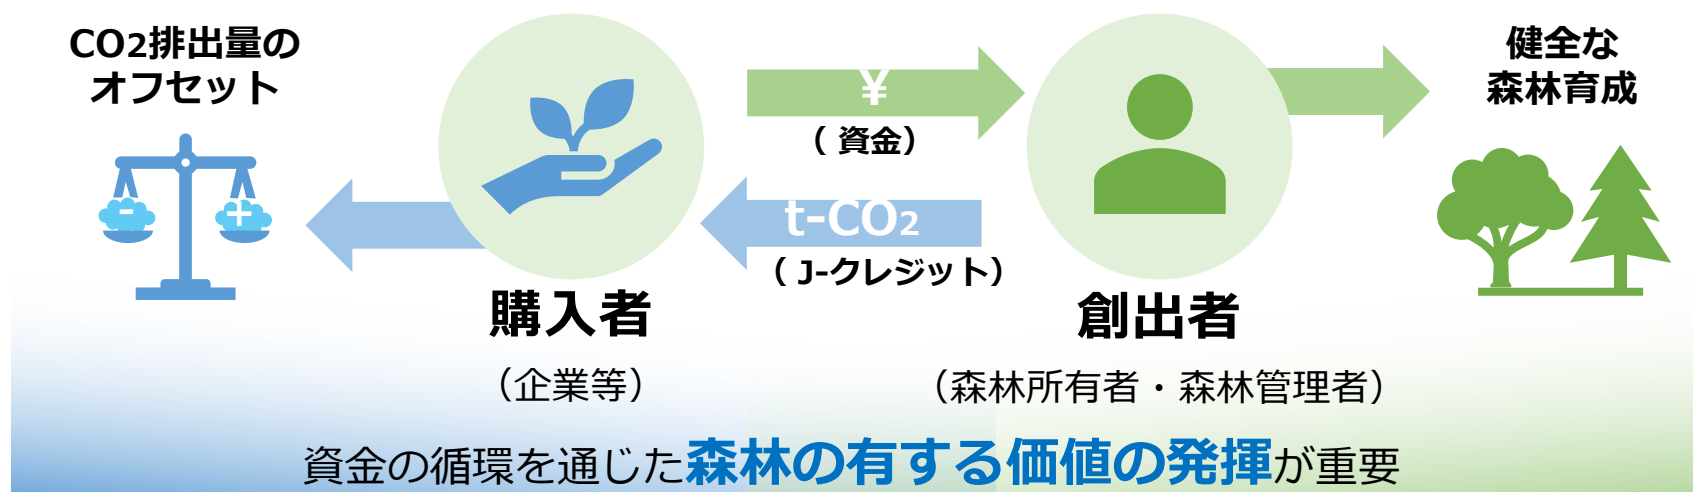 CO2排出量の
オフセット
-
+
¥
（ 資金）
t-CO2
（ J-クレジット）
健全な
森林育成
購入者
（企業等）
創出者
（森林所有者・森林管理者）
資金の循環を通じた森林の有する価値の発揮が重要